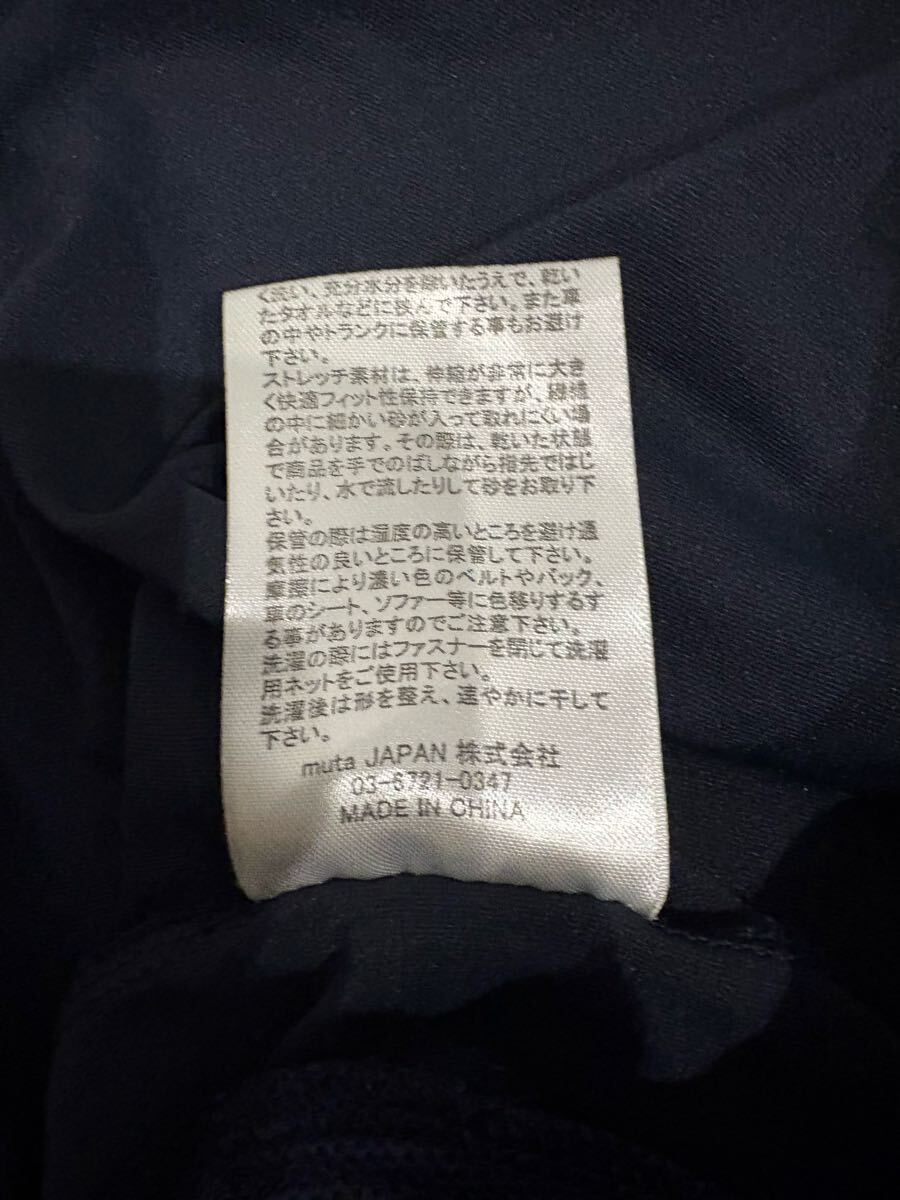 く洗い、充分水分を除いたうえで、乾い
たタオルなどに挟んで下さい。また車
の中やトランクに保管する事もお避け
下さい。
ストレッチ素材は、伸縮が非常に大き
く快適フィット性保持できますが、繊維
の中に細かい砂が入って取れにくい場
合があります。その際は、乾いた状態
で商品を手でのばしながら指先ではじ
いたり、水で流したりして砂をお取り下
さい。
保管の際は湿度の高いところを避け通
気性の良いところに保管して下さい。
摩擦により濃い色のベルトやバック、
車のシート、ソファー等に色移りするす
る事がありますのでご注意下さい。
洗濯の際にはファスナーを閉じて洗濯
用ネットをご使用下さい。
洗濯後は形を整え、速やかに干して
下さい。
muta JAPAN 株式会社
03-6721-0347
MADE IN CHINA